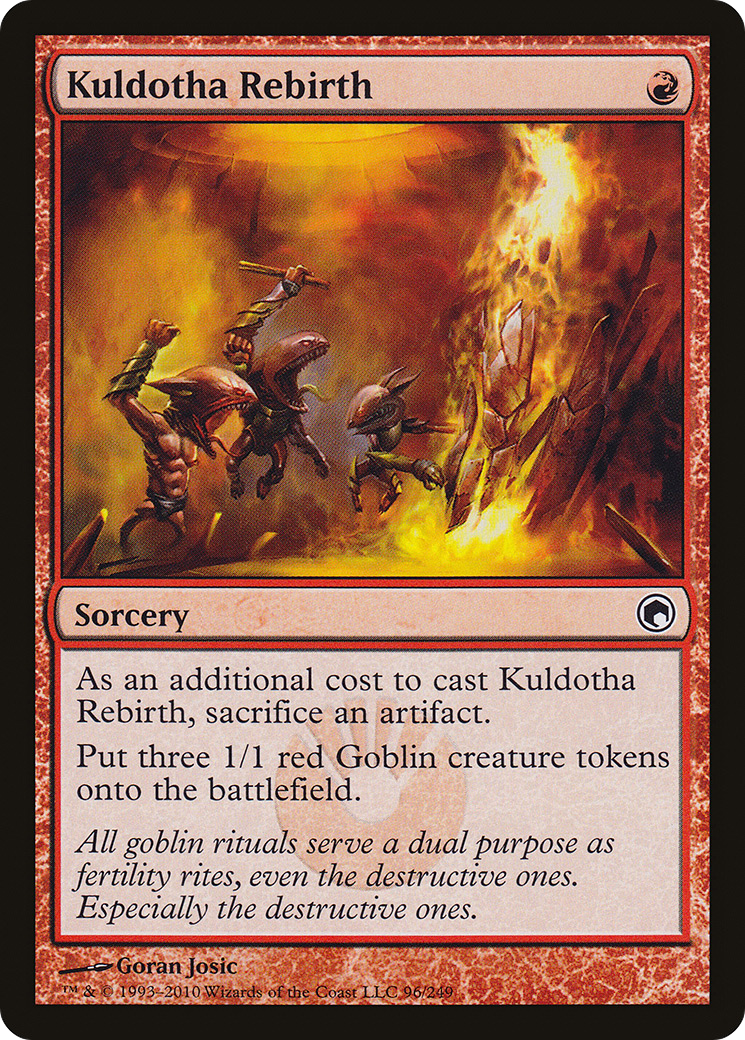 Kuldotha Rebirth
Sorcery
As an additional cost to cast Kuldotha
Rebirth, sacrifice an artifact.
Put three 1/1 red Goblin creature tokens
onto the battlefield.
All goblin rituals serve a dual purpose as
fertility rites, even the destructive ones.
Especially the destructive ones.
Goran Josic
™ & © 1993–2010 Wizards of the Coast LLC 96/249